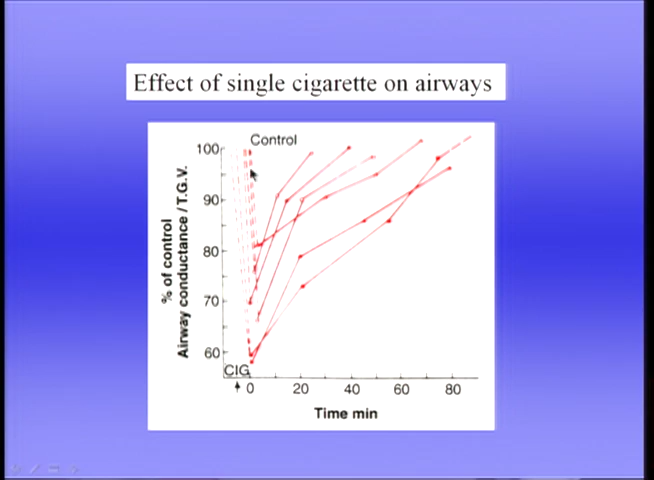 Effect of single cigarette on airways
Control
100
90
80
70
60
% of control
Airway conductance / T.G.V.
CIG
0 20 40 60 80
Time min